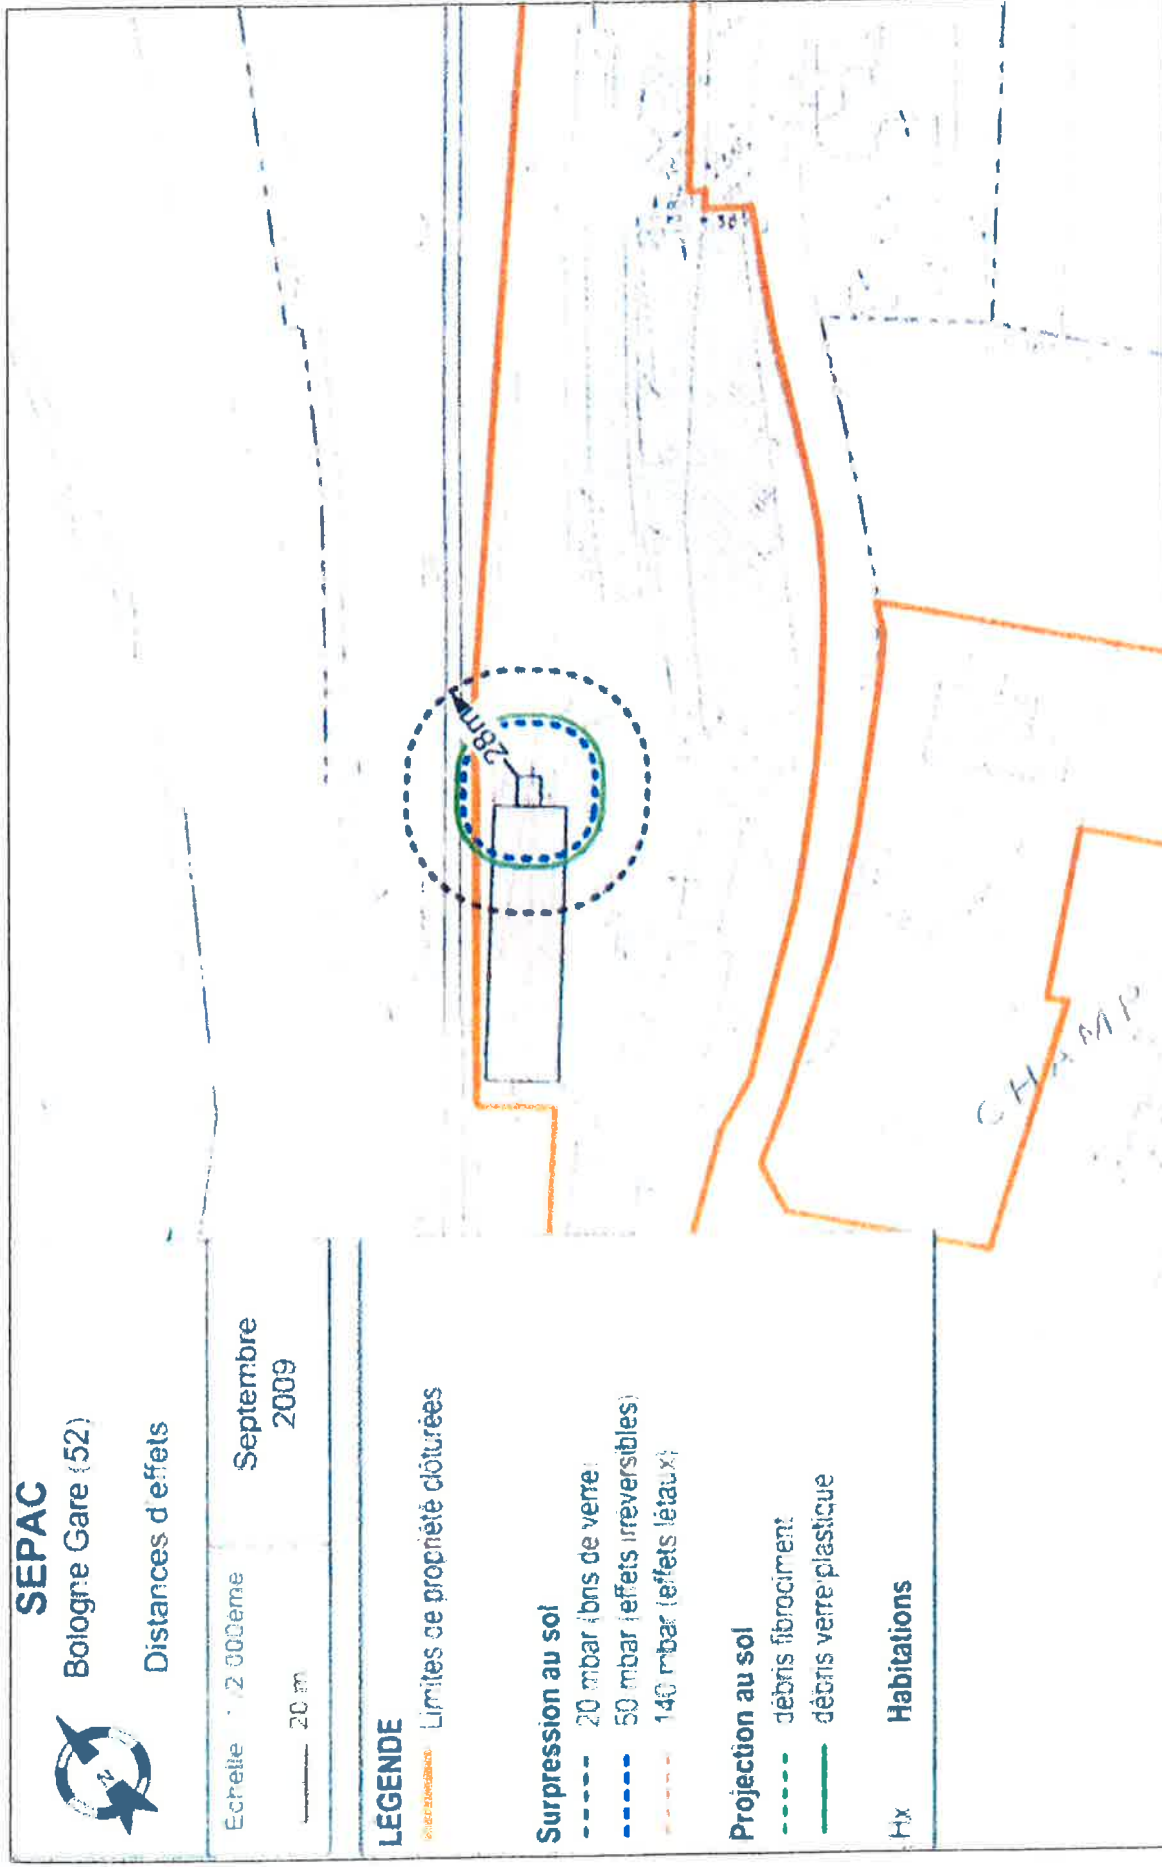 SEPAC
Bologne Gare (52)
Distances d'effets
Echelle 1/2 000ème
20 m
Septembre
2009
LEGENDE
Limites de propriété clôturées
Surpression au sol
20 mbar (bris de verre)
50 mbar (effets irréversibles)
140 mbar (effets létaux)
Projection au sol
débris fibrociment
débris verre/plastique
Hx Habitations
N
28m
36
CHAMP